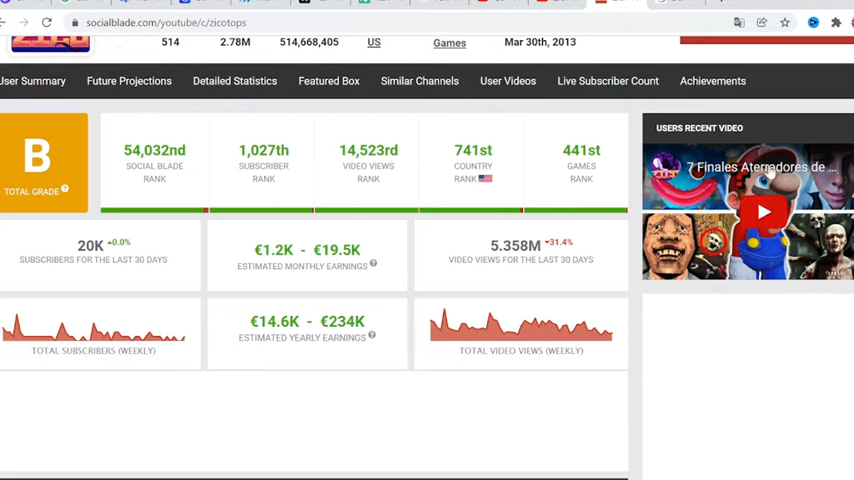 socialblade.com/youtube/c/zicotops
514 2.78M 514,668,405 US Games Mar 30th, 2013
User Summary Future Projections Detailed Statistics Featured Box Similar Channels User Videos Live Subscriber Count Achievements
B
TOTAL GRADE ?
54,032nd
SOCIAL BLADE
RANK
1,027th
SUBSCRIBER
RANK
14,523rd
VIDEO VIEWS
RANK
741st
COUNTRY
RANK
441st
GAMES
RANK
USERS RECENT VIDEO
7 Finales Aterradores de ...
20K 0.0%
SUBSCRIBERS FOR THE LAST 30 DAYS
€1.2K - €19.5K
ESTIMATED MONTHLY EARNINGS ?
5.358M 31.4%
VIDEO VIEWS FOR THE LAST 30 DAYS
TOTAL SUBSCRIBERS (WEEKLY)
€14.6K - €234K
ESTIMATED YEARLY EARNINGS ?
TOTAL VIDEO VIEWS (WEEKLY)